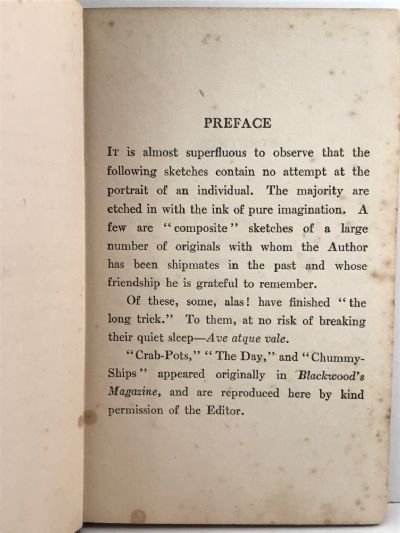 PREFACE
It is almost superfluous to observe that the
following sketches contain no attempt at the
portrait of an individual. The majority are
etched in with the ink of pure imagination. A
few are "composite" sketches of a large
number of originals with whom the Author
has been shipmates in the past and whose
friendship he is grateful to remember.
Of these, some, alas! have finished "the
long trick." To them, at no risk of breaking
their quiet sleep—Ave atque vale.
"Crab-Pots," "The Day," and "Chummy-
Ships" appeared originally in Blackwood's
Magazine, and are reproduced here by kind
permission of the Editor.